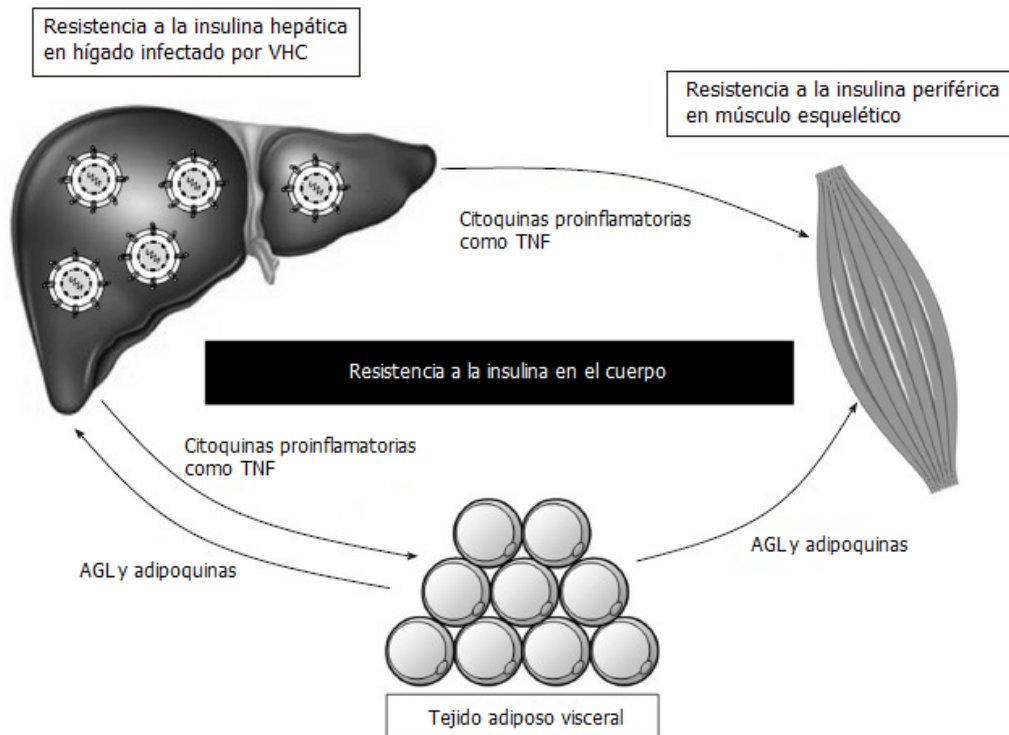 Resistencia a la insulina hepática
en hígado infectado por VHC
Resistencia a la insulina periférica
en músculo esquelético
Citoquinas proinflamatorias
como TNF
Resistencia a la insulina en el cuerpo
Citoquinas proinflamatorias
como TNF
AGL y adipoquinas
AGL y adipoquinas
Tejido adiposo visceral